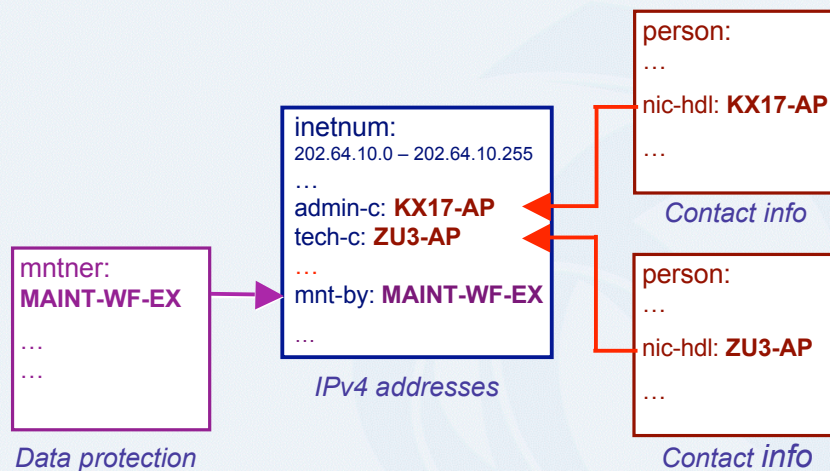 mntner:
MAINT-WF-EX
…
…
Data protection
inetnum:
202.64.10.0 – 202.64.10.255
…
admin-c: KX17-AP
tech-c: ZU3-AP
…
mnt-by: MAINT-WF-EX
…
IPv4 addresses
person:
…
nic-hdl: KX17-AP
…
Contact info
person:
…
nic-hdl: ZU3-AP
…
Contact info